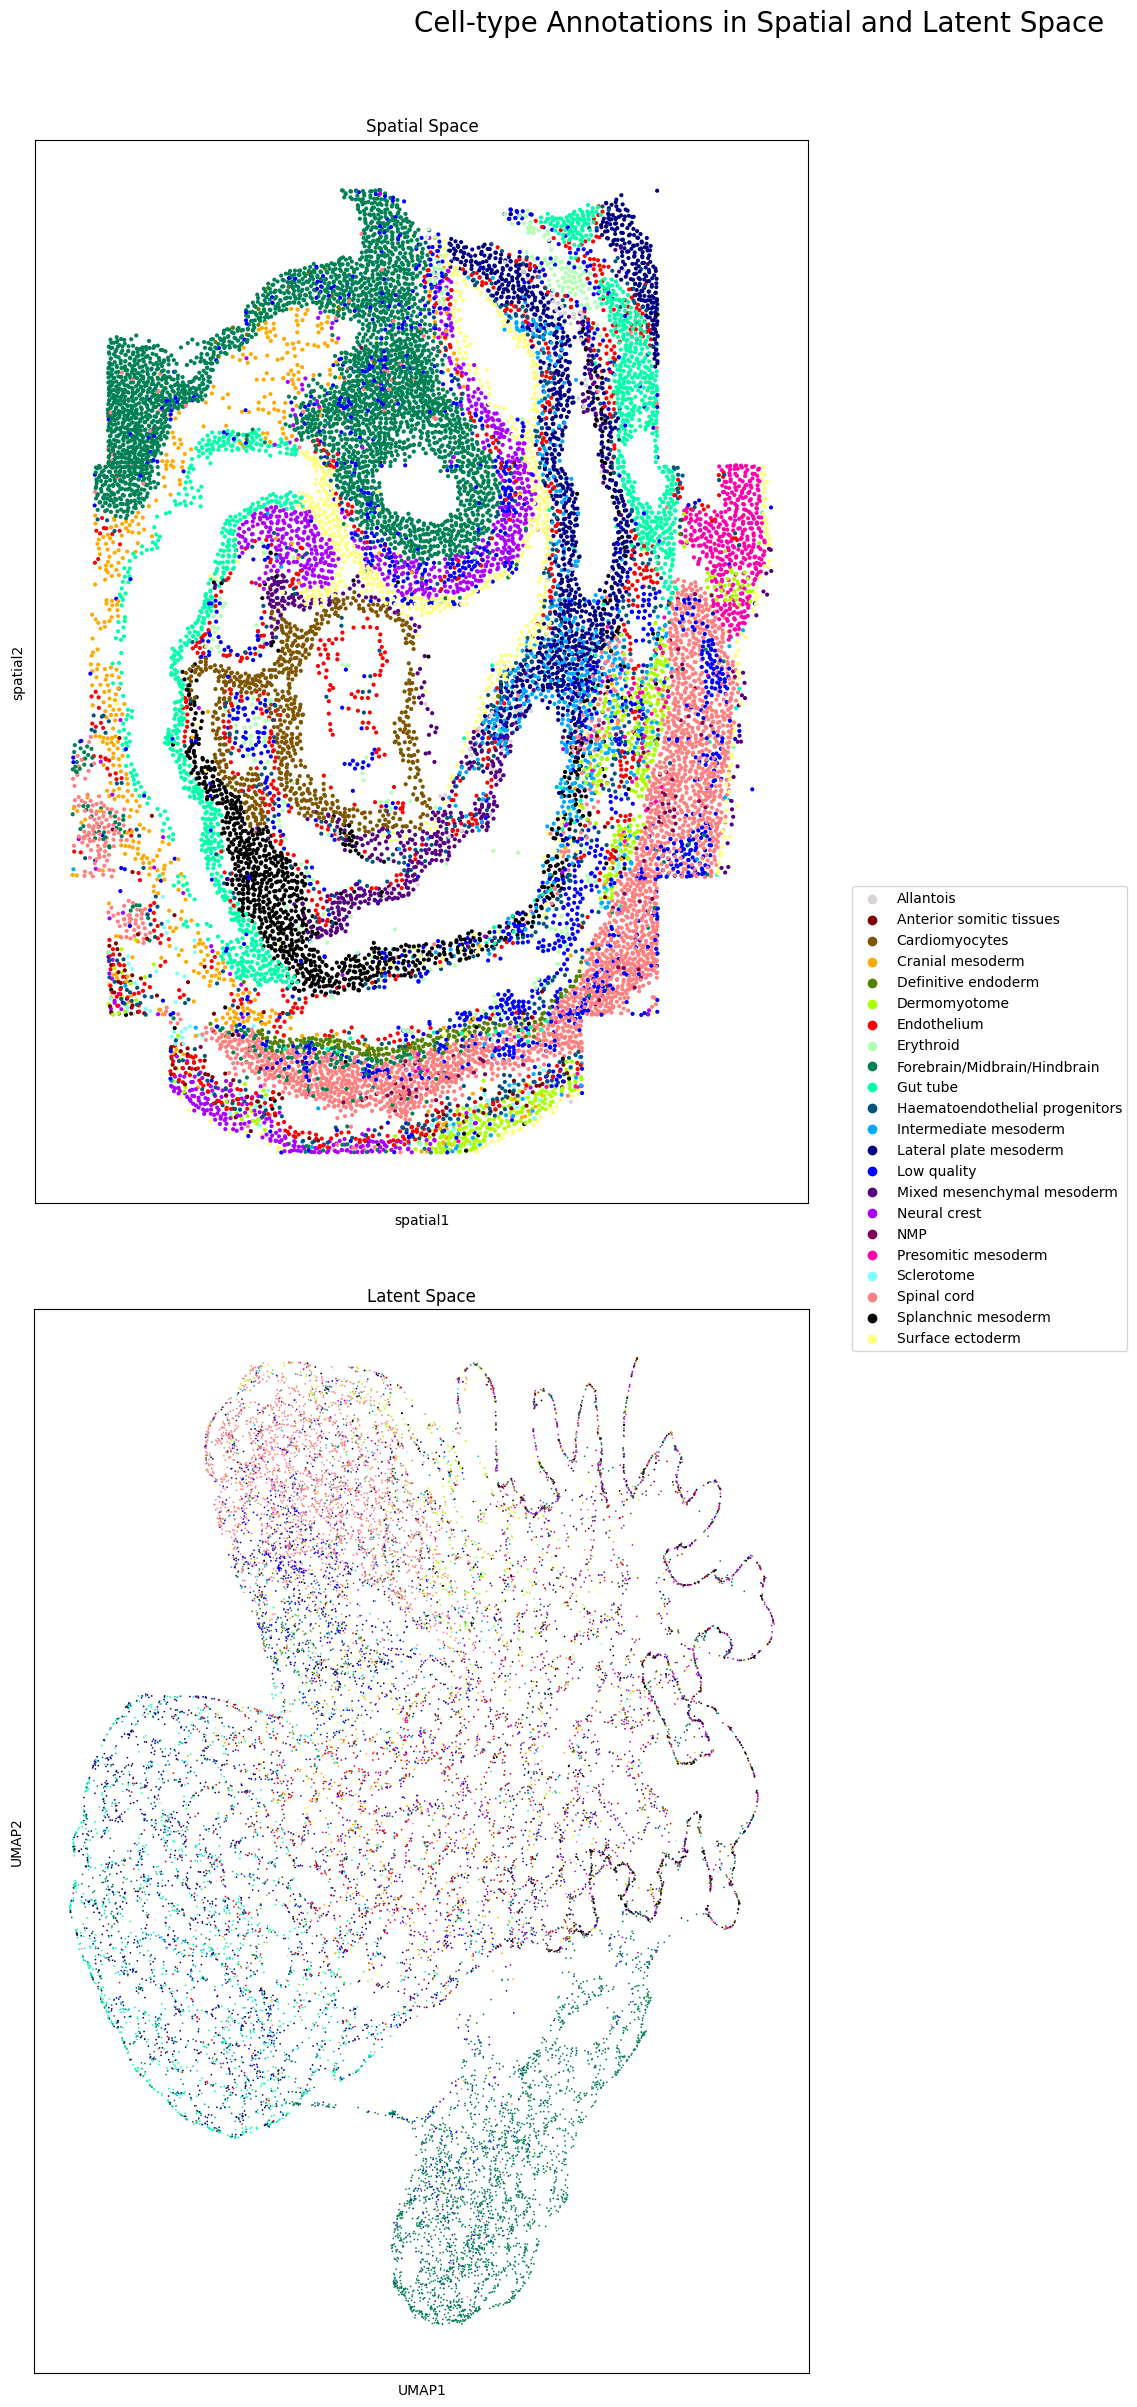 Cell-type Annotations in Spatial and Latent Space
Spatial Space
spatial2
spatial1
Allantois
Anterior somitic tissues
Cardiomyocytes
Cranial mesoderm
Definitive endoderm
Dermomyotome
Endothelium
Erythroid
Forebrain/Midbrain/Hindbrain
Gut tube
Haematoendothelial progenitors
Intermediate mesoderm
Lateral plate mesoderm
Low quality
Mixed mesenchymal mesoderm
Neural crest
NMP
Presomitic mesoderm
Sclerotome
Spinal cord
Splanchnic mesoderm
Surface ectoderm
Latent Space
UMAP2
UMAP1